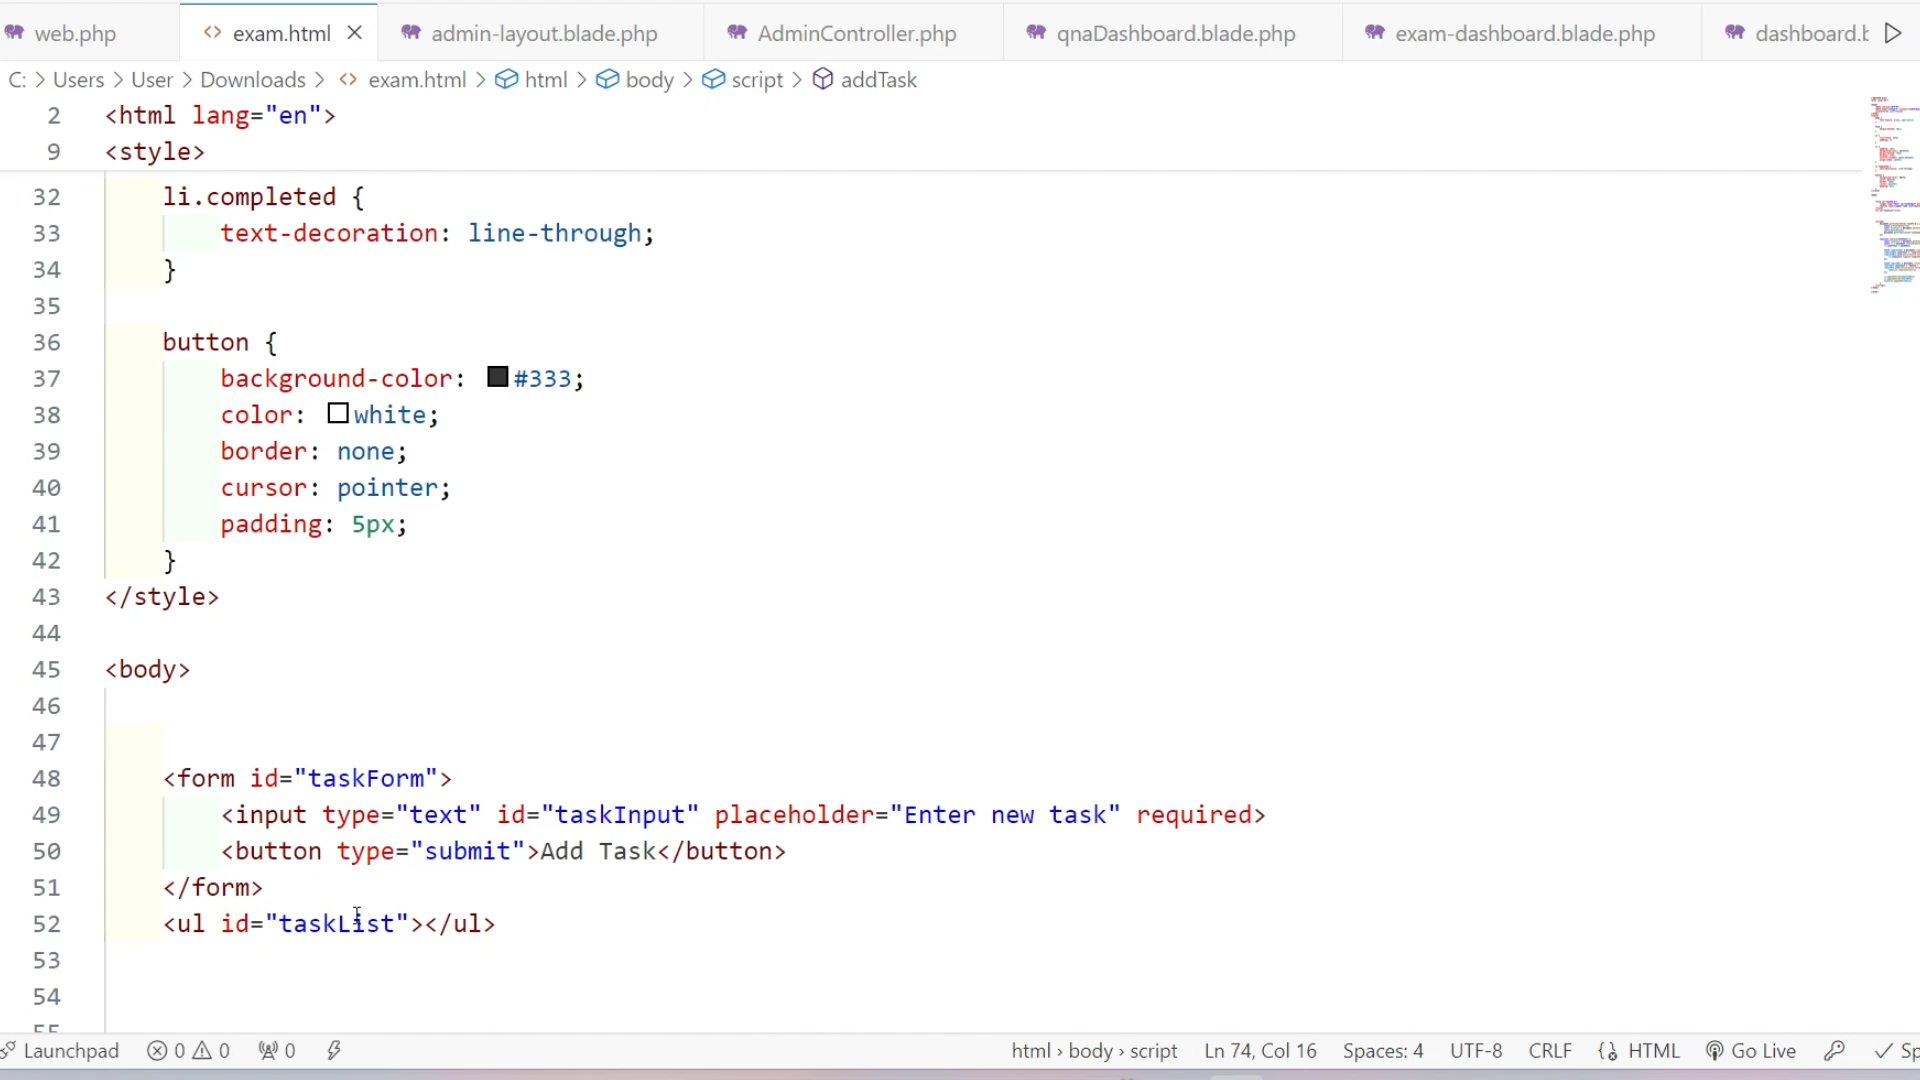 web.php exam.html admin-layout.blade.php AdminController.php qnaDashboard.blade.php exam-dashboard.blade.php dashboard.b
C: > Users > User > Downloads > <> exam.html > html > body > script > addTask
2 <html lang="en">
9 <style>
32 li.completed {
33 text-decoration: line-through;
34 }
35
36 button {
37 background-color: #333;
38 color: white;
39 border: none;
40 cursor: pointer;
41 padding: 5px;
42 }
43 </style>
44
45 <body>
46
47
48 <form id="taskForm">
49 <input type="text" id="taskInput" placeholder="Enter new task" required>
50 <button type="submit">Add Task</button>
51 </form>
52 <ul id="taskList"></ul>
53
54
55
Launchpad 0 0 0 html › body › script Ln 74, Col 16 Spaces: 4 UTF-8 CRLF HTML Go Live Sp